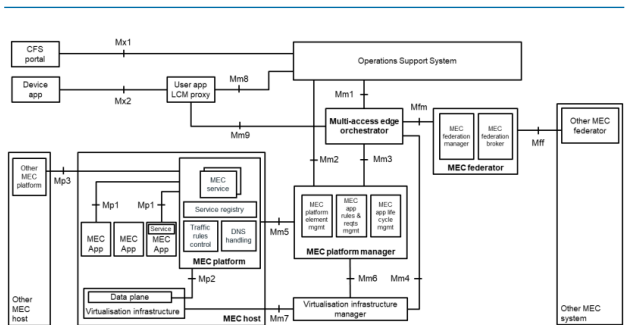 Mx1
CFS
portal
Operations Support System
Device
app
Mx2
User app
LCM proxy
Mm8
Mm1
Mfm
Mm9
Multi-access edge
orchestrator
MEC
federation
manager
MEC
federation
broker
MEC federator
Mff
Other MEC
federator
Mm2
Mm3
Other
MEC
platform
Mp3
MEC
service
Mp1
Mp1
Service registry
Service
MEC
App
MEC
App
MEC
App
Traffic
rules
control
DNS
handling
MEC platform
Mm5
MEC
platform
element
mgmt
MEC
app
rules &
reqts
mgmt
MEC
app life
cycle
mgmt
MEC platform manager
Mp2
Mm6
Mm4
Data plane
Virtualisation infrastructure
MEC host
Mm7
Virtualisation infrastructure
manager
Other
MEC
host
Other MEC
system